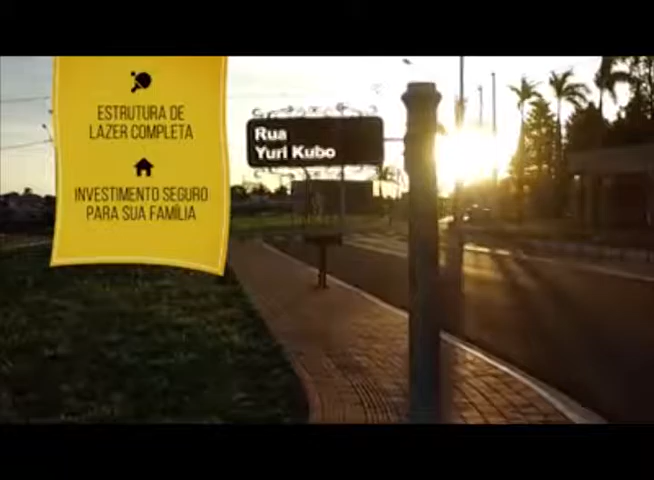 ESTRUTURA DE
LAZER COMPLETA
INVESTIMENTO SEGURO
PARA SUA FAMÍLIA
Rua
Yuri Kubo